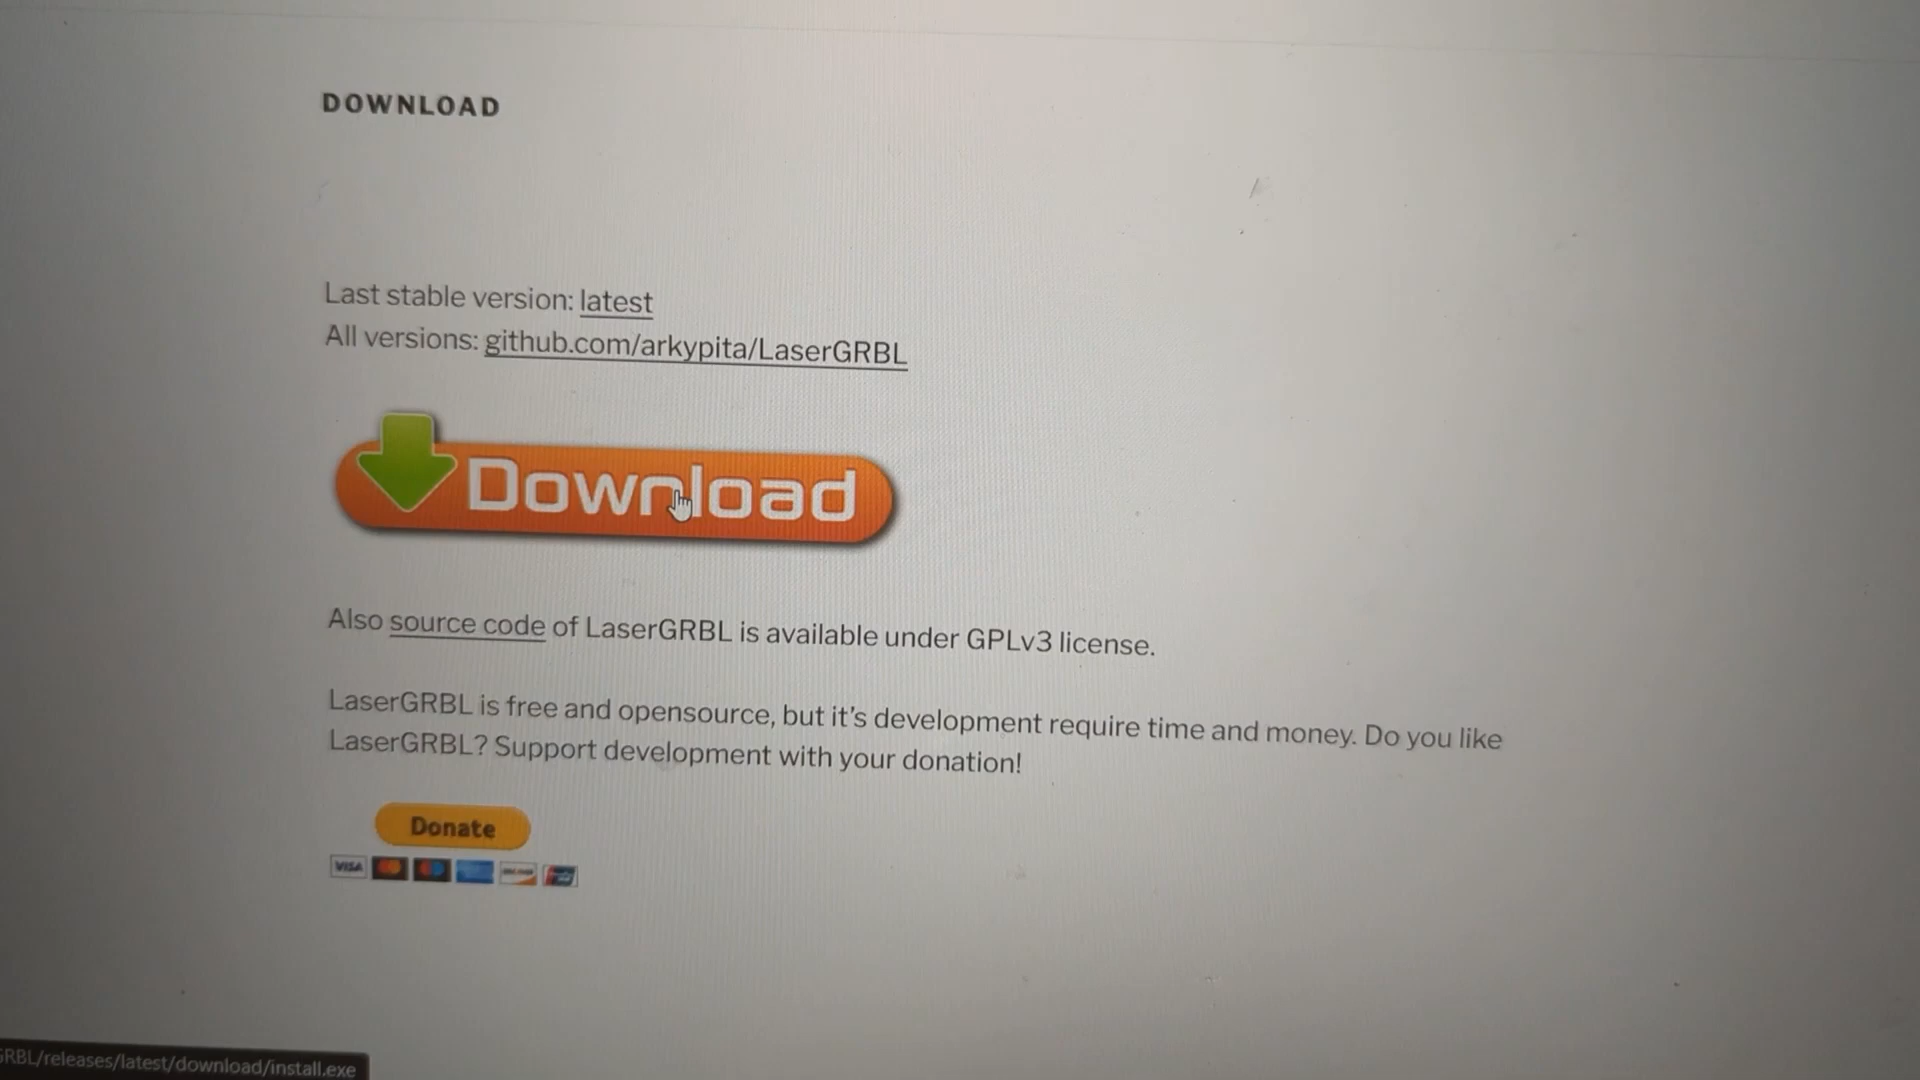 DOWNLOAD
Last stable version: latest
All versions: github.com/arkypita/LaserGRBL
Download
Also source code of LaserGRBL is available under GPLv3 license.
LaserGRBL is free and opensource, but it's development require time and money. Do you like
LaserGRBL? Support development with your donation!
Donate
VISA
GRBL/releases/latest/download/install.exe